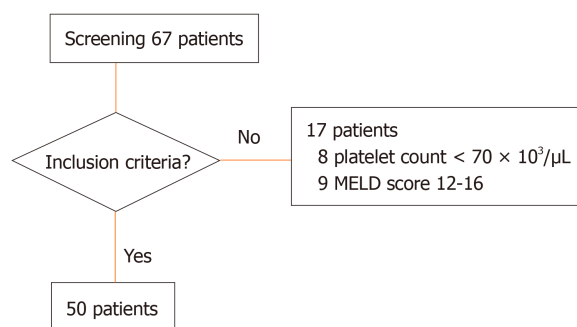 Screening 67 patients
Inclusion criteria?
No
17 patients
8 platelet count < 70 × 10³/µL
9 MELD score 12-16
Yes
50 patients